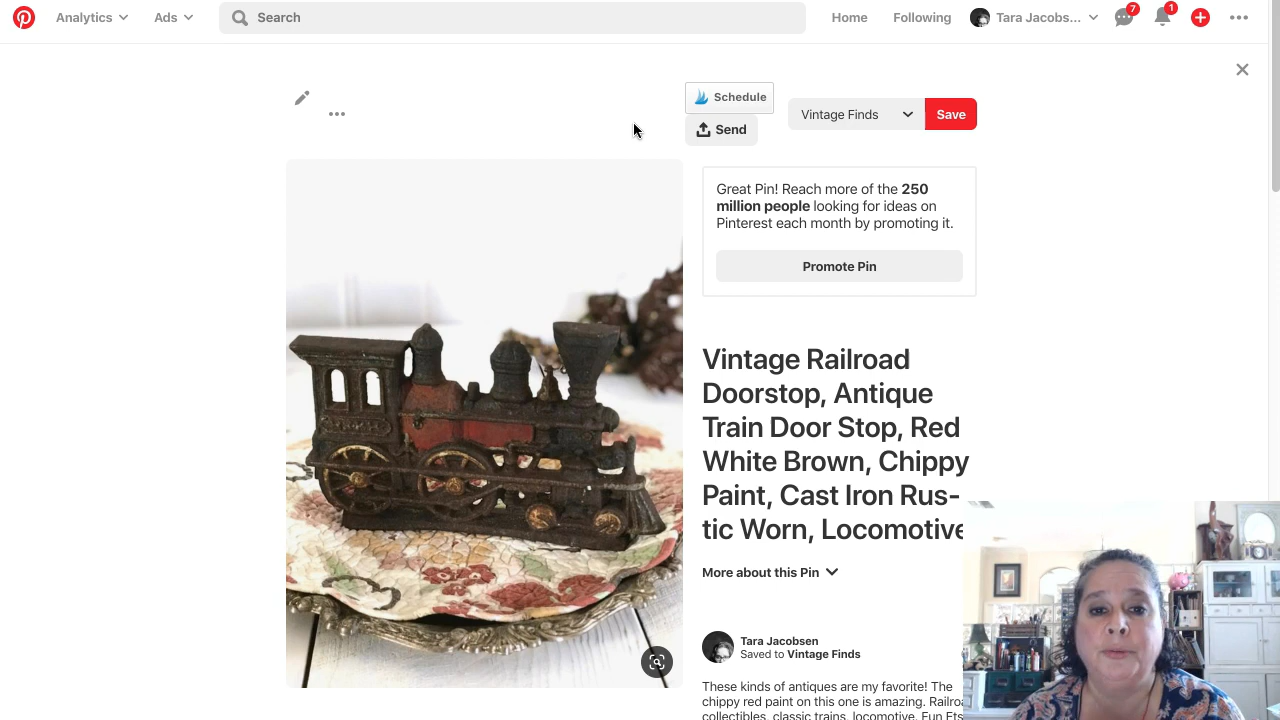 Analytics
Ads
Search
Home
Following
Tara Jacobs...
7
1
Schedule
Send
Vintage Finds
Save
Great Pin! Reach more of the 250
million people looking for ideas on
Pinterest each month by promoting it.
Promote Pin
Vintage Railroad
Doorstop, Antique
Train Door Stop, Red
White Brown, Chippy
Paint, Cast Iron Rus-
tic Worn, Locomotive
More about this Pin
Tara Jacobsen
Saved to Vintage Finds
These kinds of antiques are my favorite! The
chippy red paint on this one is amazing. Railroa
collectibles, classic trains, locomotive, Fun Ets